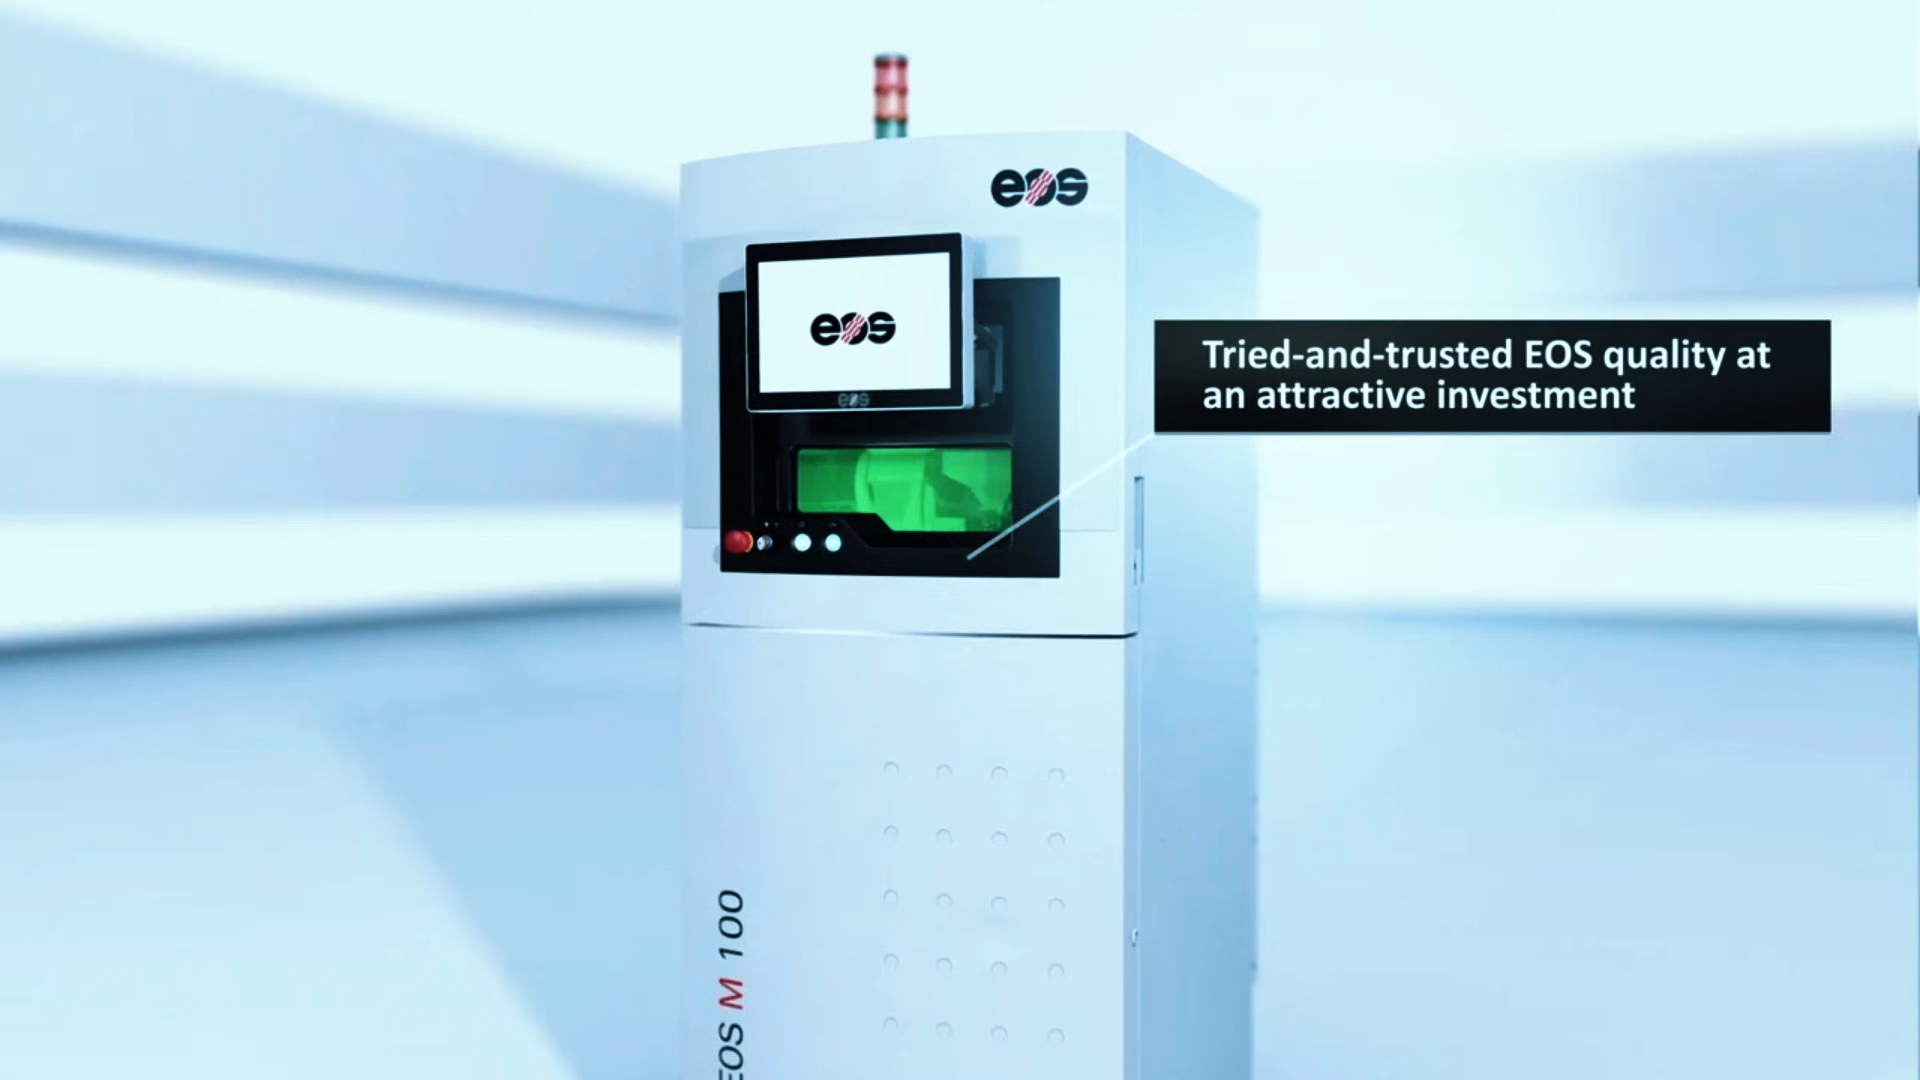 eos
eos
eos
Tried-and-trusted EOS quality at
an attractive investment
EOS M 100